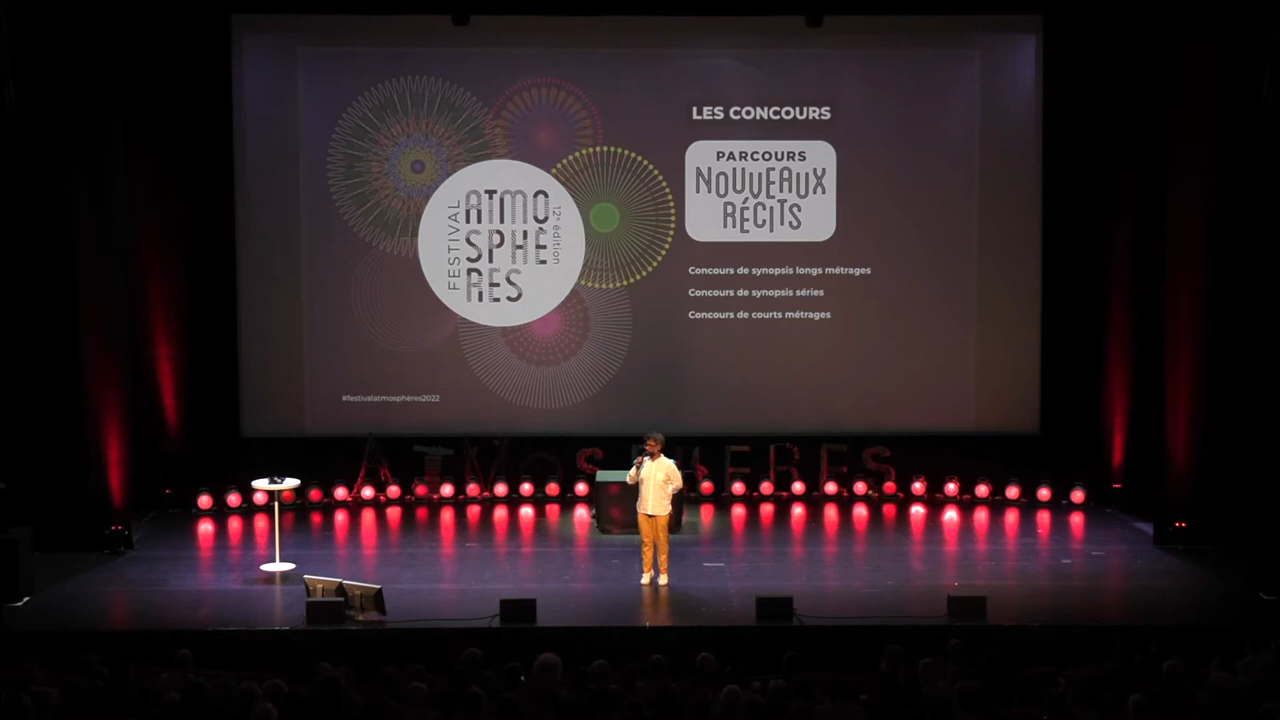 FESTIVAL
ATMO
SPHÈ
RES
12e édition
LES CONCOURS
PARCOURS
NOUVEAUX
RÉCITS
Concours de synopsis longs métrages
Concours de synopsis séries
Concours de courts métrages
#festivalatmosphères2022
ATMOSPHERES